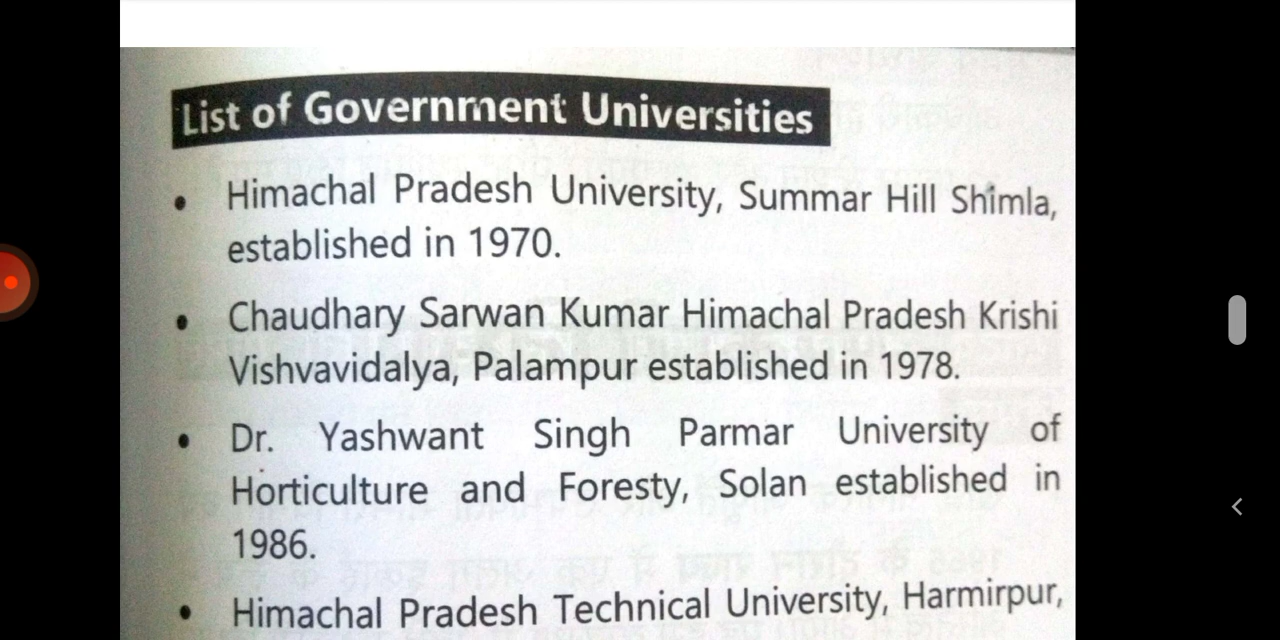 List of Government Universities
• Himachal Pradesh University, Summar Hill Shimla,
established in 1970.
• Chaudhary Sarwan Kumar Himachal Pradesh Krishi
Vishvavidalya, Palampur established in 1978.
• Dr. Yashwant Singh Parmar University of
Horticulture and Foresty, Solan established in
1986.
• Himachal Pradesh Technical University, Harmirpur,